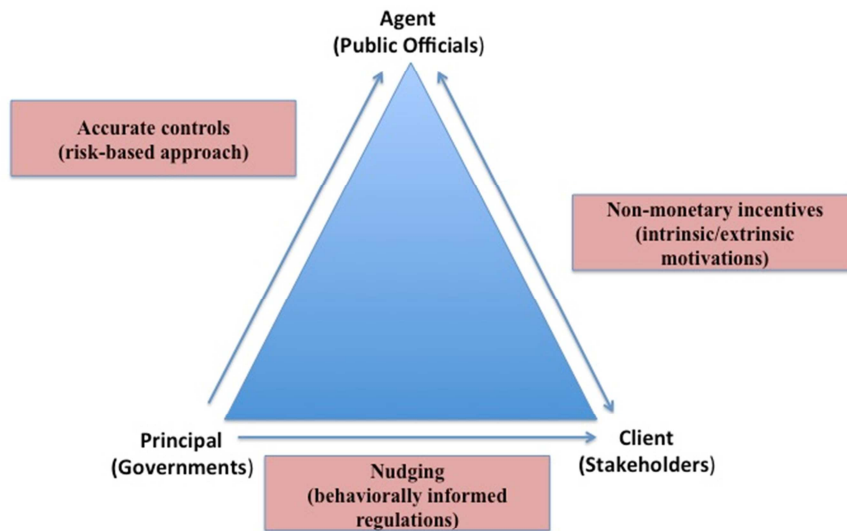 Agent
(Public Officials)
Accurate controls
(risk-based approach)
Non-monetary incentives
(intrinsic/extrinsic
motivations)
Principal
(Governments)
Client
(Stakeholders)
Nudging
(behaviorally informed
regulations)